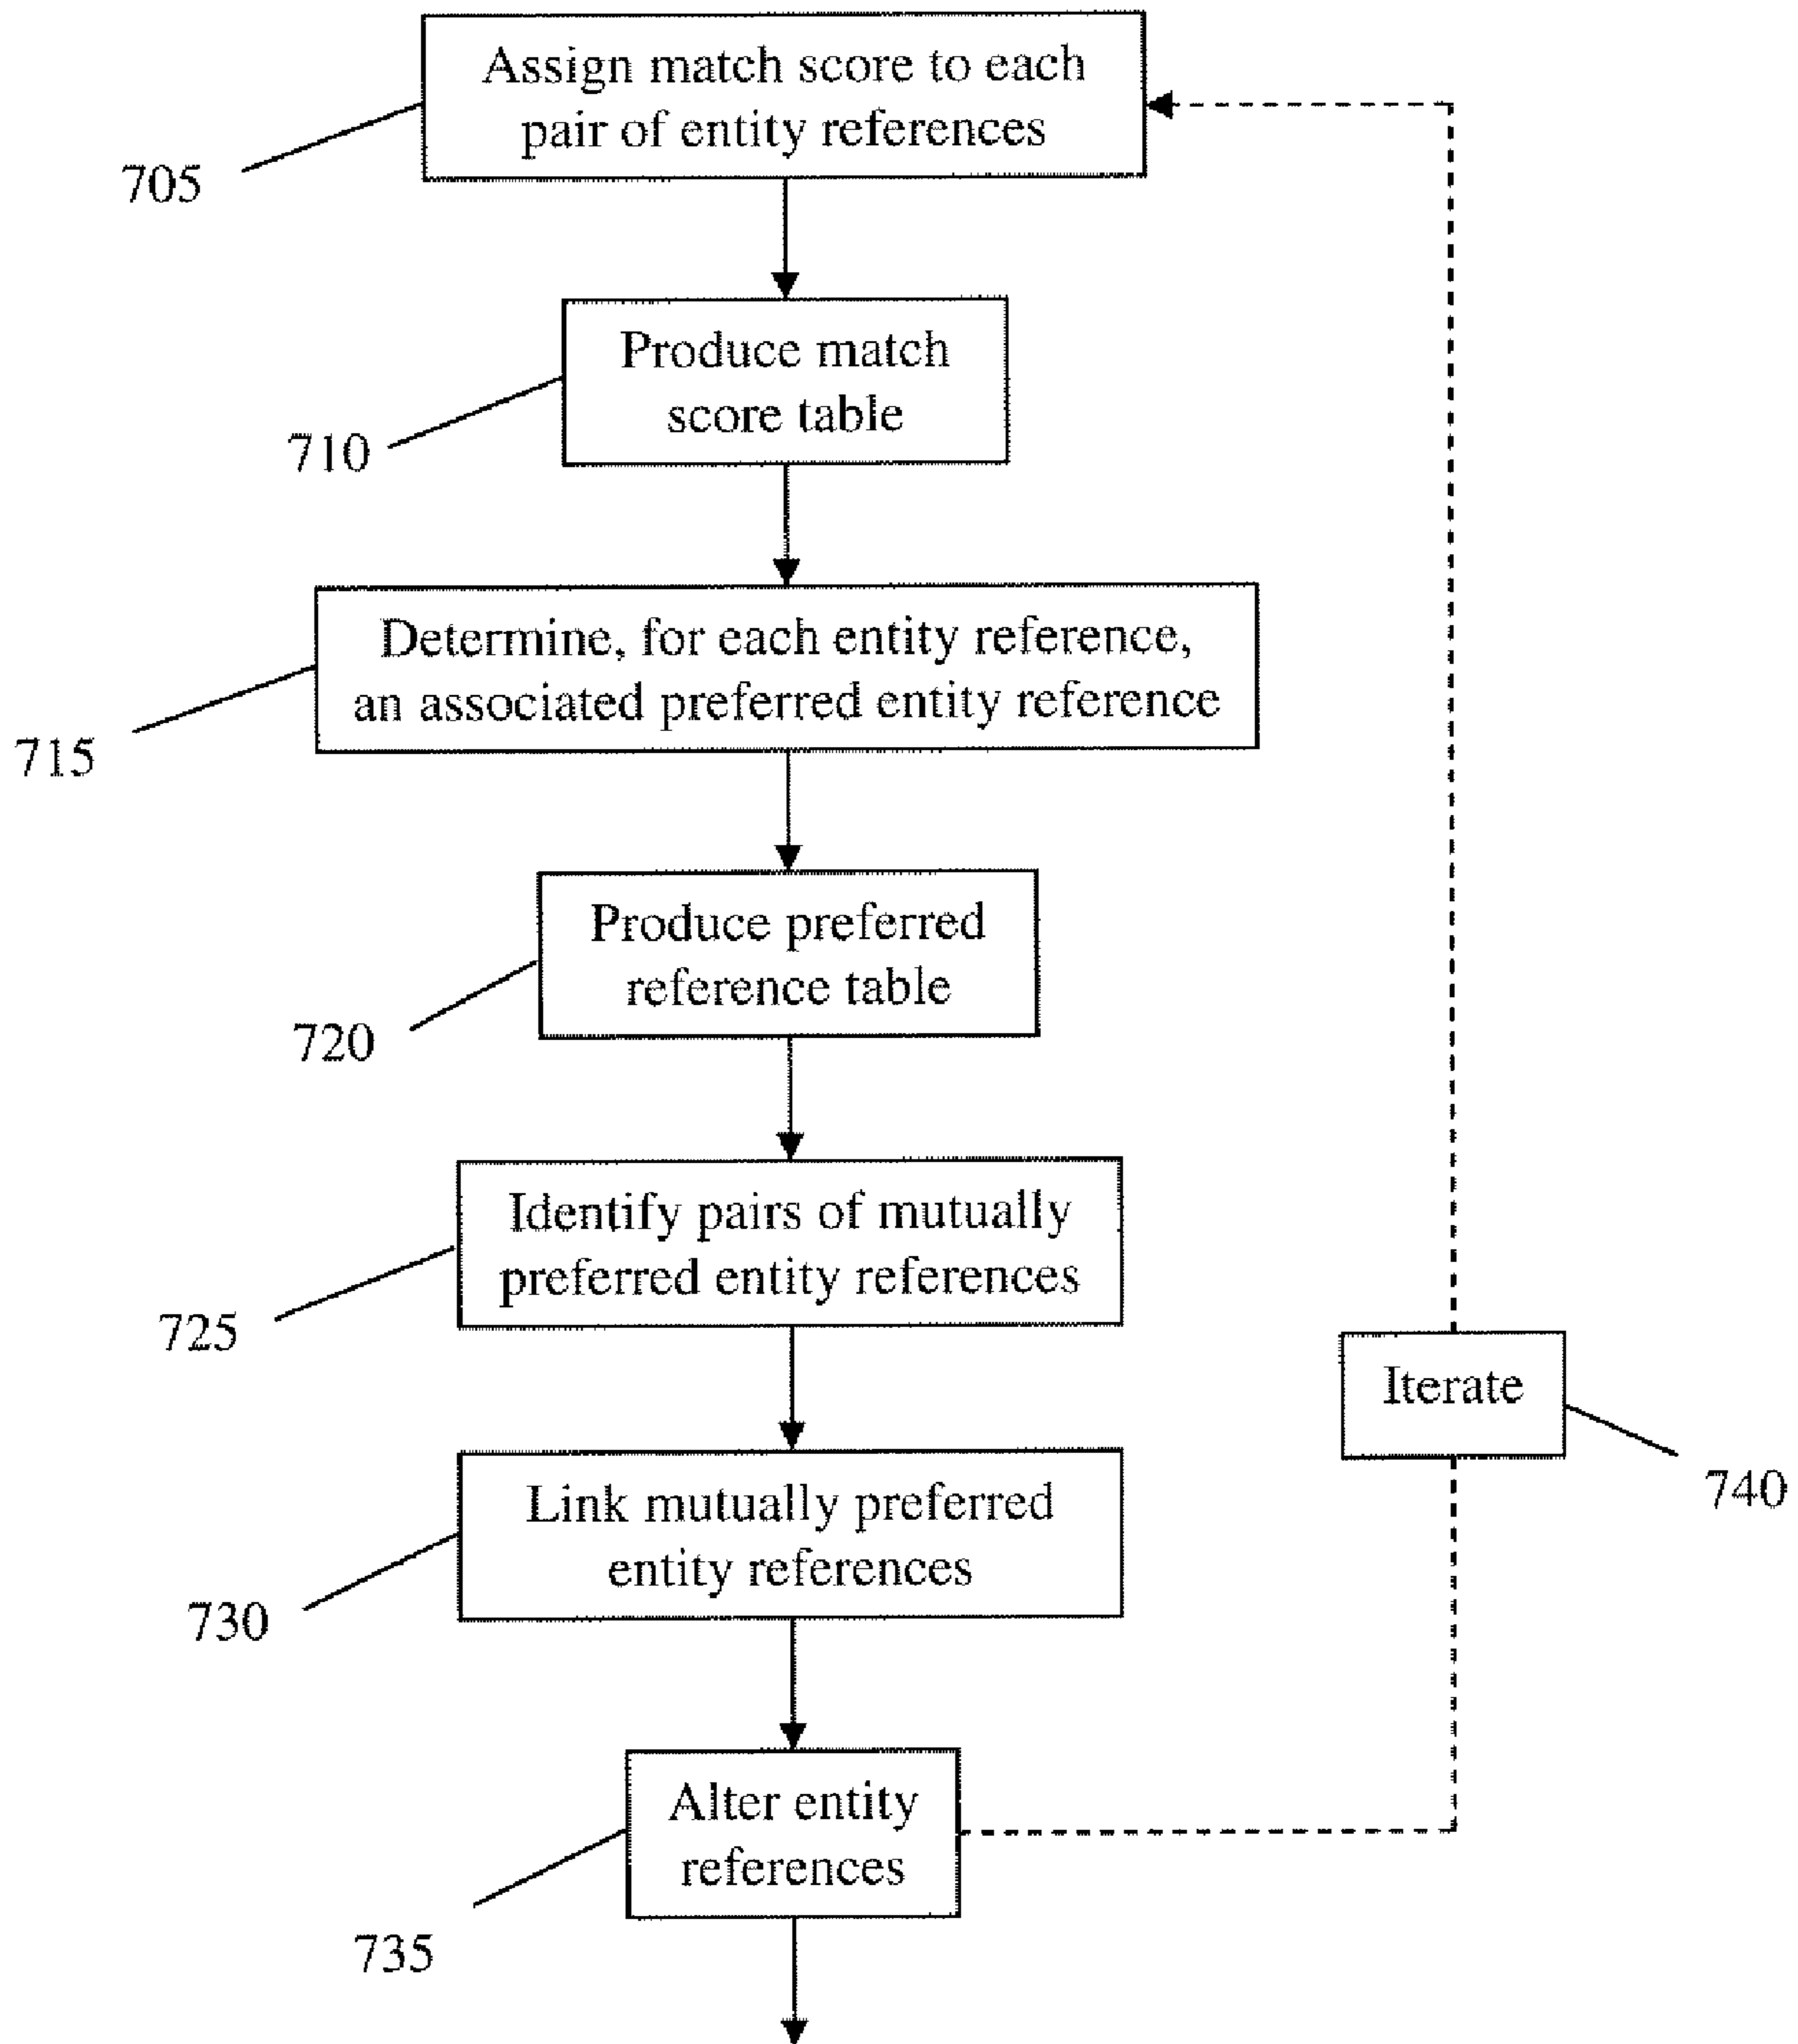 Assign match score to each
pair of entity references
705
Produce match
score table
710
Determine, for each entity reference,
an associated preferred entity reference
715
Produce preferred
reference table
720
Identify pairs of mutually
preferred entity references
725
Iterate
740
Link mutually preferred
entity references
730
Alter entity
references
735